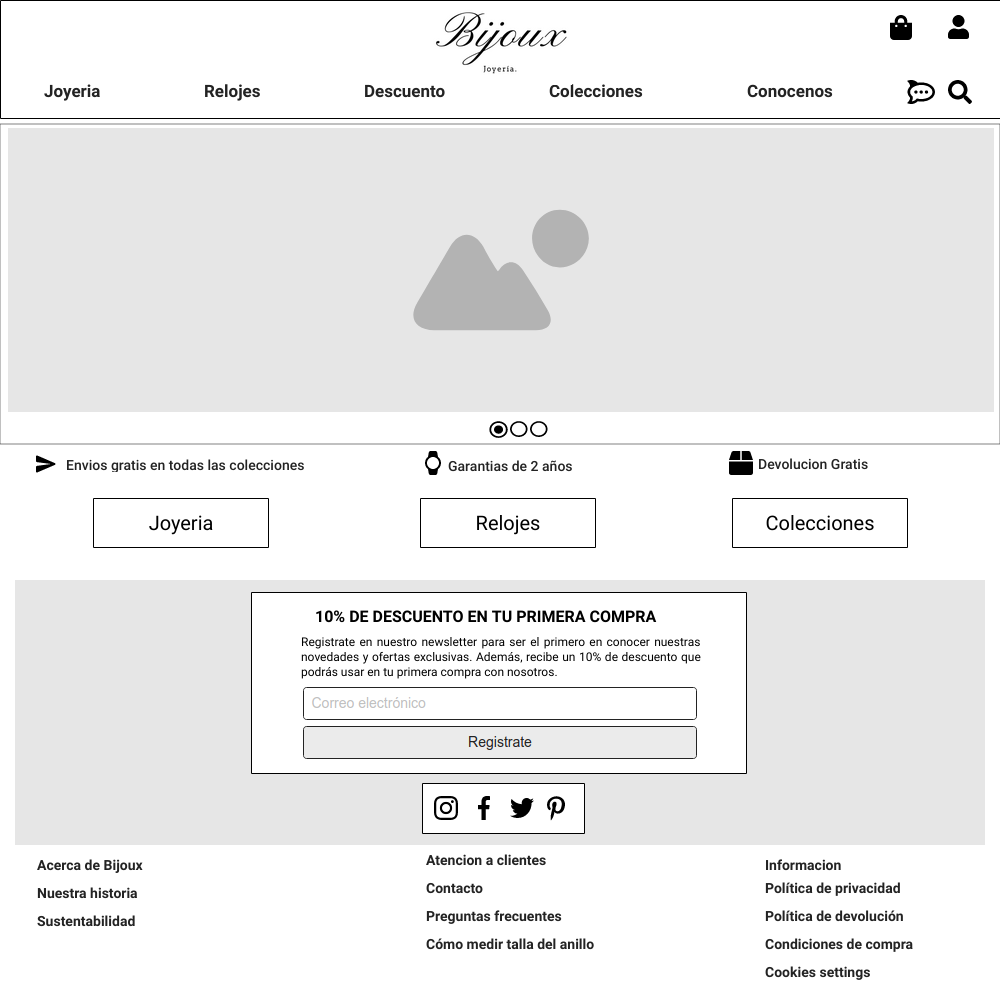 Bijoux
Joyería.
Joyeria
Relojes
Descuento
Colecciones
Conocenos
Envios gratis en todas las colecciones
Garantias de 2 años
Devolucion Gratis
Joyeria
Relojes
Colecciones
10% DE DESCUENTO EN TU PRIMERA COMPRA
Registrate en nuestro newsletter para ser el primero en conocer nuestras
novedades y ofertas exclusivas. Además, recibe un 10% de descuento que
podrás usar en tu primera compra con nosotros.
Correo electrónico
Registrate
Acerca de Bijoux
Nuestra historia
Sustentabilidad
Atencion a clientes
Contacto
Preguntas frecuentes
Cómo medir talla del anillo
Informacion
Política de privacidad
Política de devolución
Condiciones de compra
Cookies settings